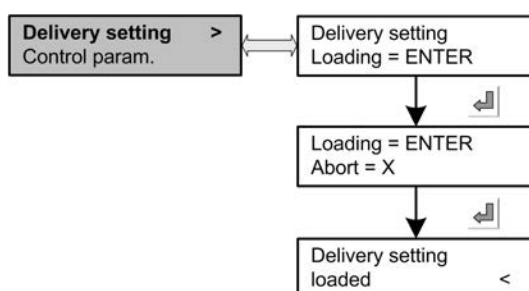 Delivery setting >
Control param.
Delivery setting
Loading = ENTER
Loading = ENTER
Abort = X
Delivery setting
loaded <